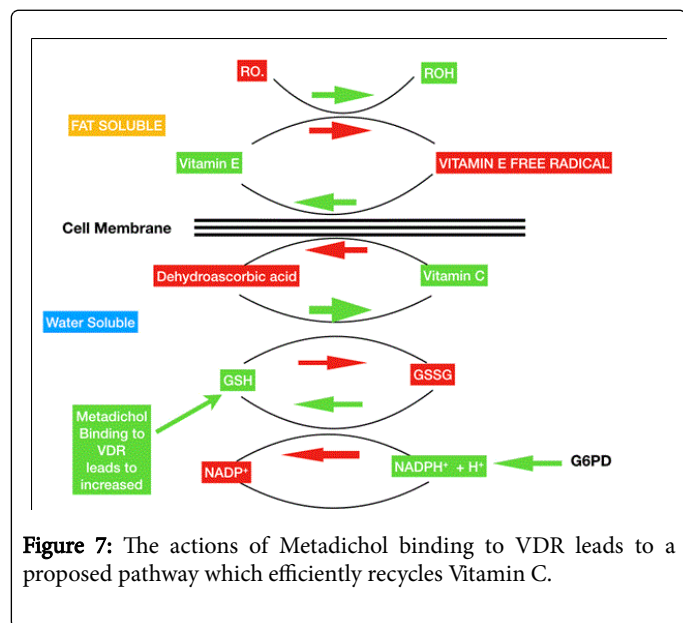 RO.
ROH
FAT SOLUBLE
Vitamin E
VITAMIN E FREE RADICAL
Cell Membrane
Dehydroascorbic acid
Vitamin C
Water Soluble
GSH
GSSG
Metadichol
Binding to
VDR
leads to
increased
NADP⁺
NADPH⁺ + H⁺
G6PD
Figure 7: The actions of Metadichol binding to VDR leads to a
proposed pathway which efficiently recycles Vitamin C.